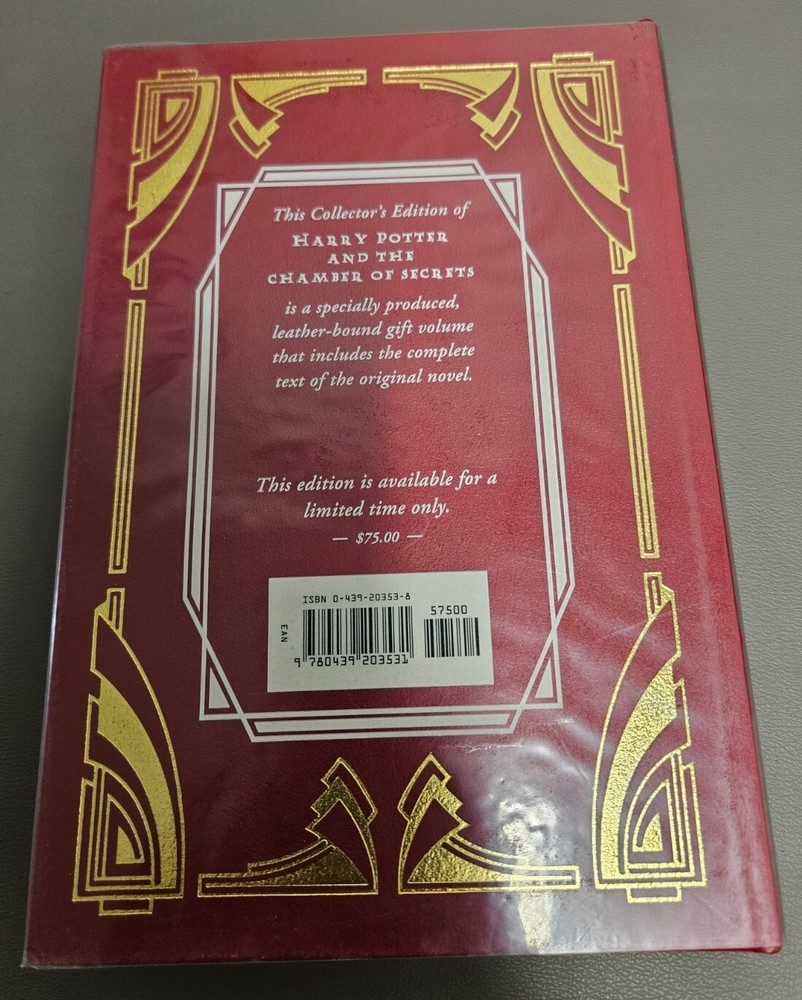 This Collector's Edition of
HARRY POTTER
AND THE
CHAMBER OF SECRETS
is a specially produced,
leather-bound gift volume
that includes the complete
text of the original novel.
This edition is available for a
limited time only.
— $75.00 —
ISBN 0-439-20353-8
57500
EAN
9 780439 203531